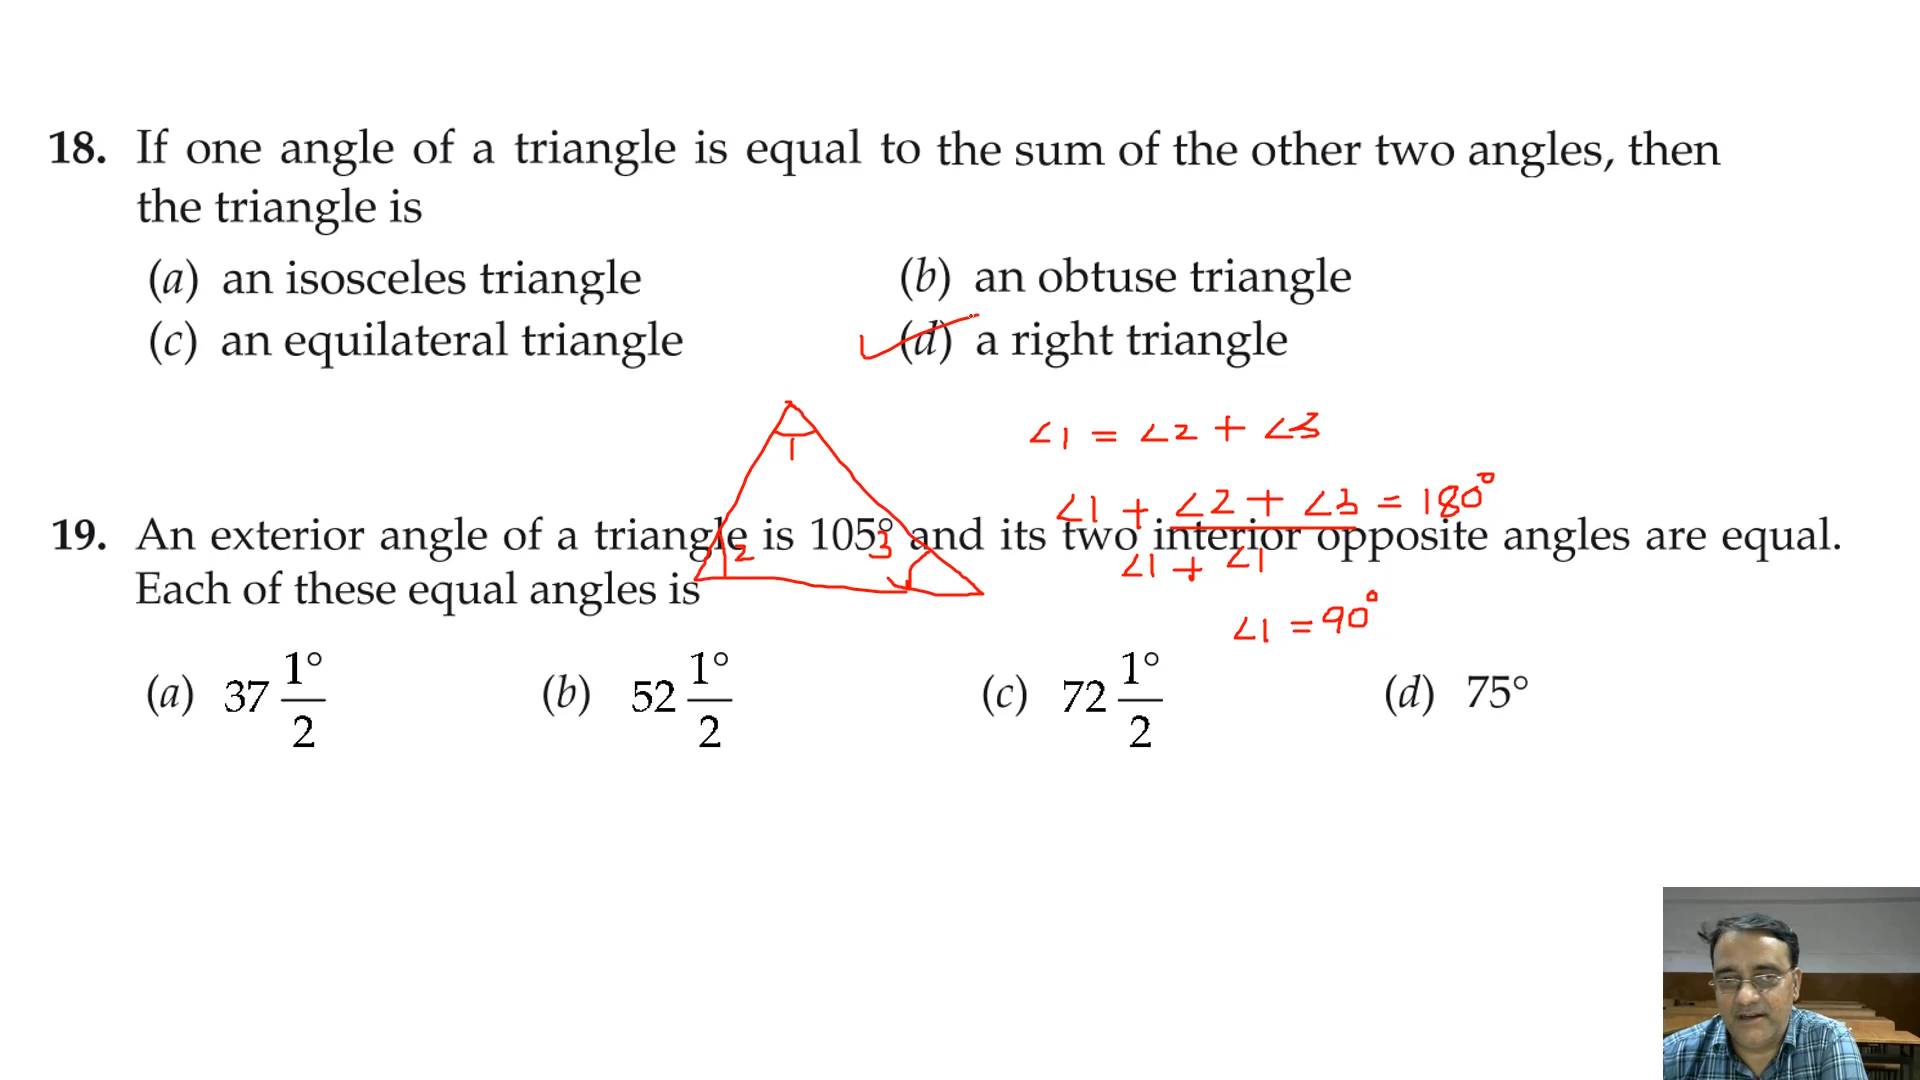 18. If one angle of a triangle is equal to the sum of the other two angles, then
the triangle is
(a) an isosceles triangle (b) an obtuse triangle
(c) an equilateral triangle (d) a right triangle
1
∠1 = ∠2 + ∠3
∠1 + ∠2 + ∠3 = 180°
19. An exterior angle of a triangle is 105° and its two interior opposite angles are equal.
2 3
∠1 + ∠1
Each of these equal angles is
∠1 = 90°
(a) 37 1°/2 (b) 52 1°/2 (c) 72 1°/2 (d) 75°